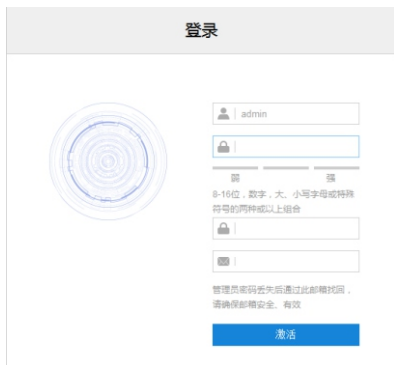 登录
admin
弱 强
8-16位，数字，大、小写字母或特殊
符号的两种或以上组合
管理员密码丢失后通过此邮箱找回，
请确保邮箱安全、有效
激活